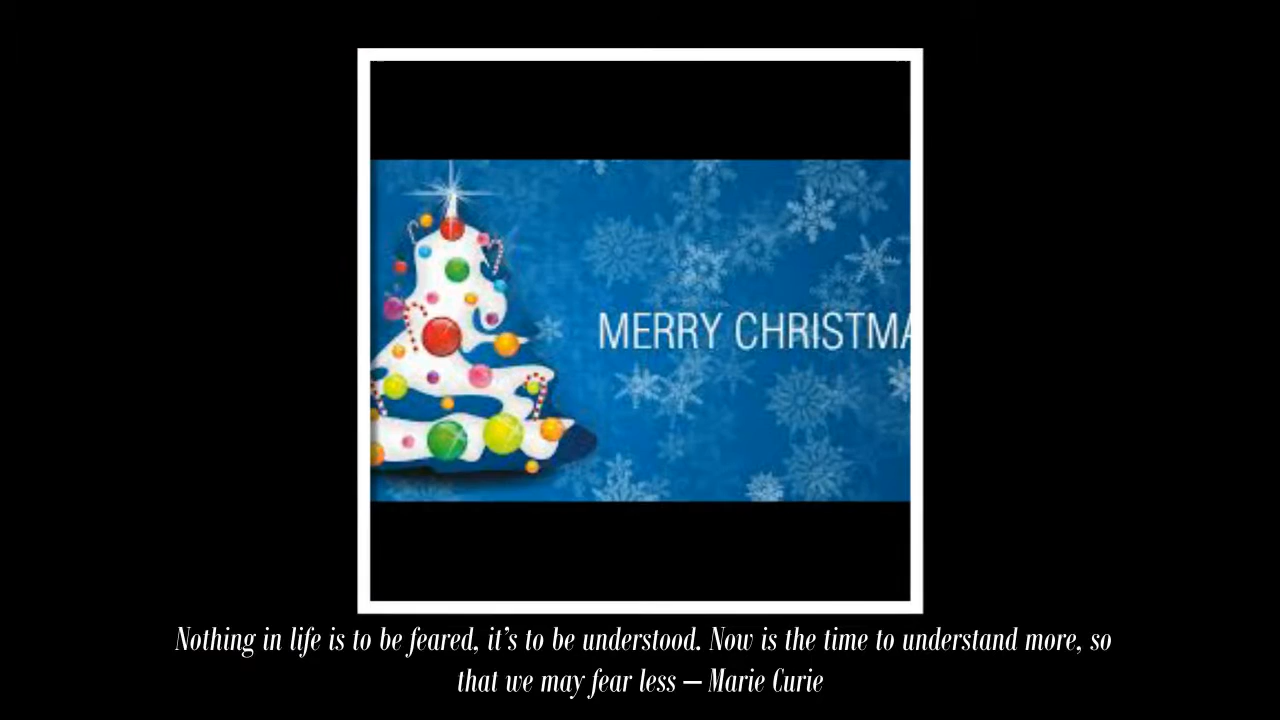 MERRY CHRISTMA
Nothing in life is to be feared, it’s to be understood. Now is the time to understand more, so
that we may fear less — Marie Curie